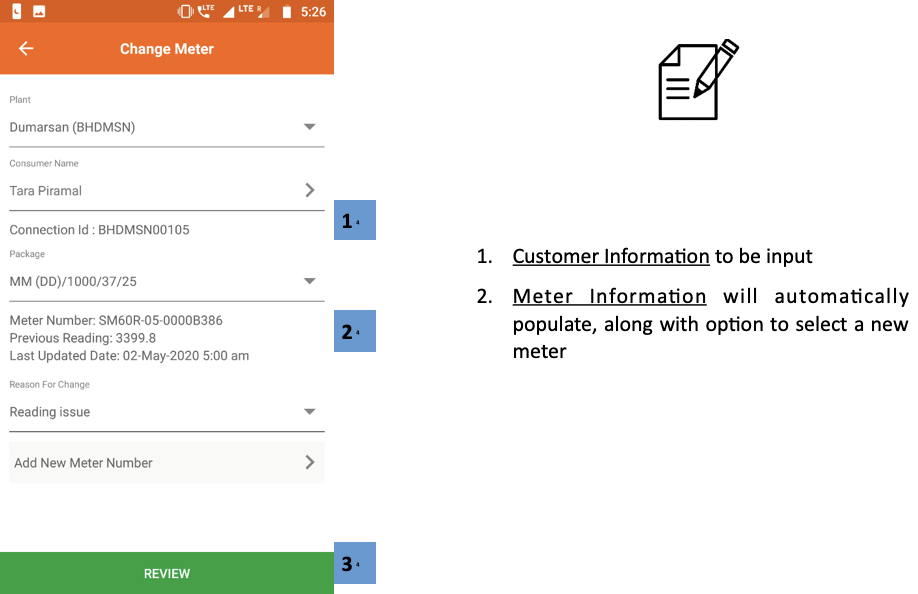 LTE LTE R 5:26
Change Meter
Plant
Dumarsan (BHDMSN)
Consumer Name
Tara Piramal
Connection Id : BHDMSN00105
Package
MM (DD)/1000/37/25
Meter Number: SM60R-05-0000B386
Previous Reading: 3399.8
Last Updated Date: 02-May-2020 5:00 am
Reason For Change
Reading issue
Add New Meter Number
REVIEW
1 4
2 4
3 4
1. Customer Information to be input
2. Meter Information will automatically
populate, along with option to select a new
meter